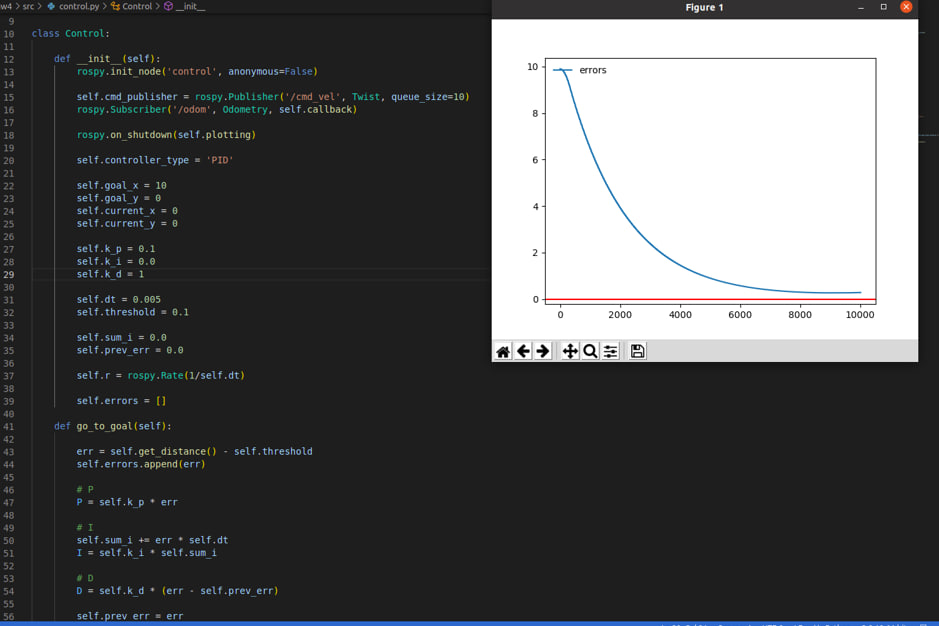 w4 > src > control.py > Control > __init__
9
10 class Control:
11
12 def __init__(self):
13 rospy.init_node('control', anonymous=False)
14
15 self.cmd_publisher = rospy.Publisher('/cmd_vel', Twist, queue_size=10)
16 rospy.Subscriber('/odom', Odometry, self.callback)
17
18 rospy.on_shutdown(self.plotting)
19
20 self.controller_type = 'PID'
21
22 self.goal_x = 10
23 self.goal_y = 0
24 self.current_x = 0
25 self.current_y = 0
26
27 self.k_p = 0.1
28 self.k_i = 0.0
29 self.k_d = 1
30
31 self.dt = 0.005
32 self.threshold = 0.1
33
34 self.sum_i = 0.0
35 self.prev_err = 0.0
36
37 self.r = rospy.Rate(1/self.dt)
38
39 self.errors = []
40
41 def go_to_goal(self):
42
43 err = self.get_distance() - self.threshold
44 self.errors.append(err)
45
46 # P
47 P = self.k_p * err
48
49 # I
50 self.sum_i += err * self.dt
51 I = self.k_i * self.sum_i
52
53 # D
54 D = self.k_d * (err - self.prev_err)
55
56 self.prev_err = err
Figure 1
errors
10
8
6
4
2
0
0 2000 4000 6000 8000 10000